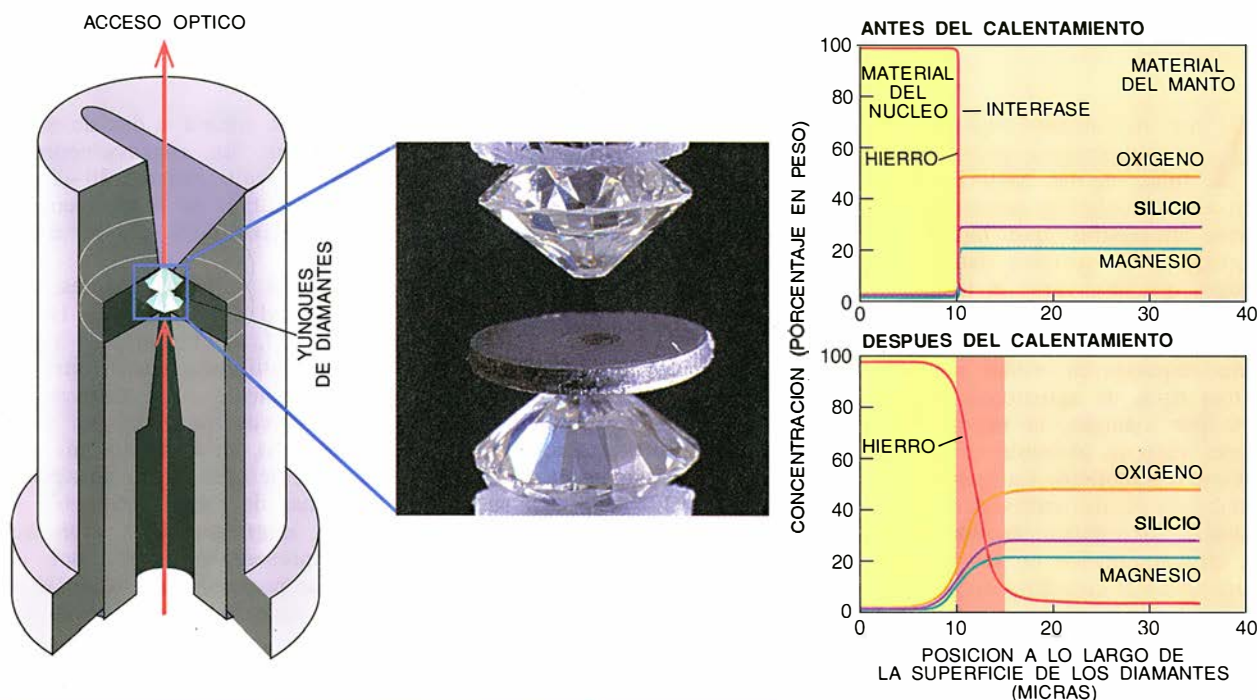 ACCESO OPTICO
YUNQUES
DE DIAMANTES
CONCENTRACION (PORCENTAJE EN PESO)
ANTES DEL CALENTAMIENTO
100
80
60
40
20
0
MATERIAL
DEL
NUCLEO
MATERIAL
DEL MANTO
INTERFASE
HIERRO
OXIGENO
SILICIO
MAGNESIO
0
10
20
30
40
DESPUES DEL CALENTAMIENTO
100
80
60
40
20
0
HIERRO
OXIGENO
SILICIO
MAGNESIO
0
10
20
30
40
POSICION A LO LARGO DE
LA SUPERFICIE DE LOS DIAMANTES
(MICRAS)